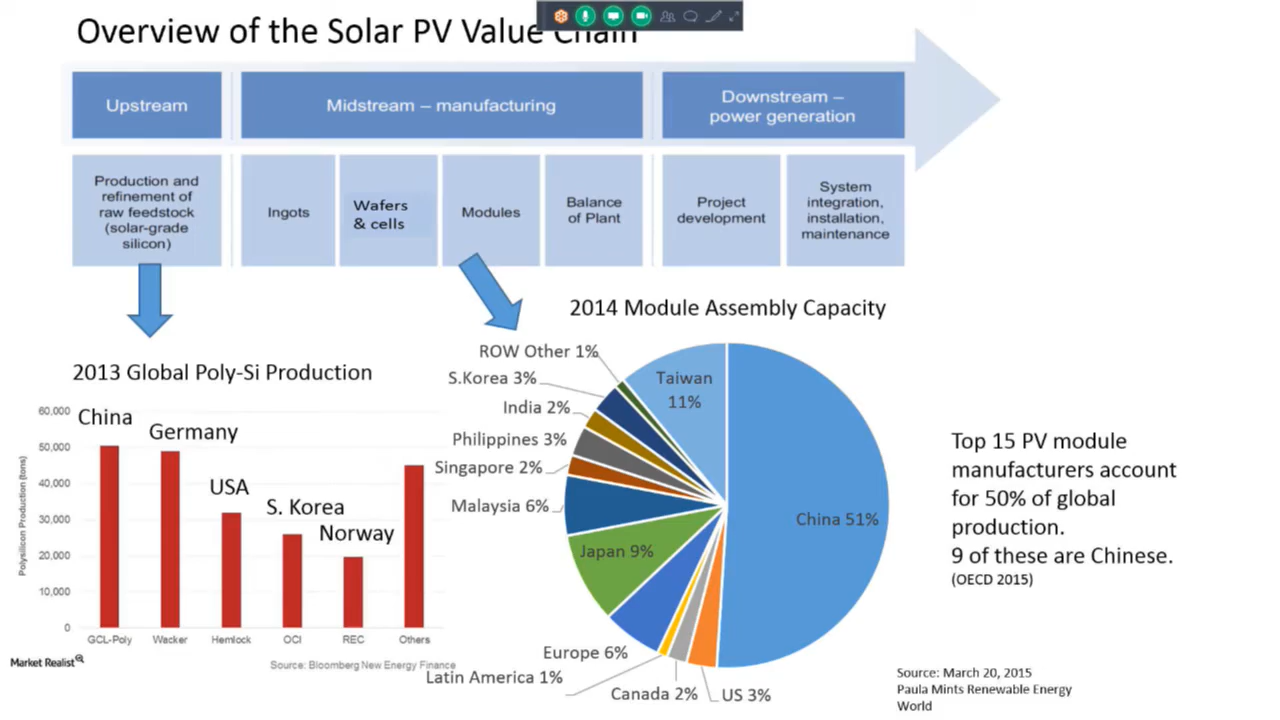 Overview of the Solar PV Value Chain
Upstream
Midstream – manufacturing
Downstream –
power generation
Production and
refinement of
raw feedstock
(solar-grade
silicon)
Ingots
Wafers
& cells
Modules
Balance
of Plant
Project
development
System
integration,
installation,
maintenance
2013 Global Poly-Si Production
Polysilicon Production (tons)
60,000
50,000
40,000
30,000
20,000
10,000
0
China
Germany
USA
S. Korea
Norway
GCL-Poly
Wacker
Hemlock
OCI
REC
Others
Market Realist
Source: Bloomberg New Energy Finance
2014 Module Assembly Capacity
ROW Other 1%
S.Korea 3%
India 2%
Philippines 3%
Singapore 2%
Malaysia 6%
Japan 9%
Europe 6%
Latin America 1%
Canada 2%
US 3%
China 51%
Taiwan
11%
Top 15 PV module
manufacturers account
for 50% of global
production.
9 of these are Chinese.
(OECD 2015)
Source: March 20, 2015
Paula Mints Renewable Energy
World